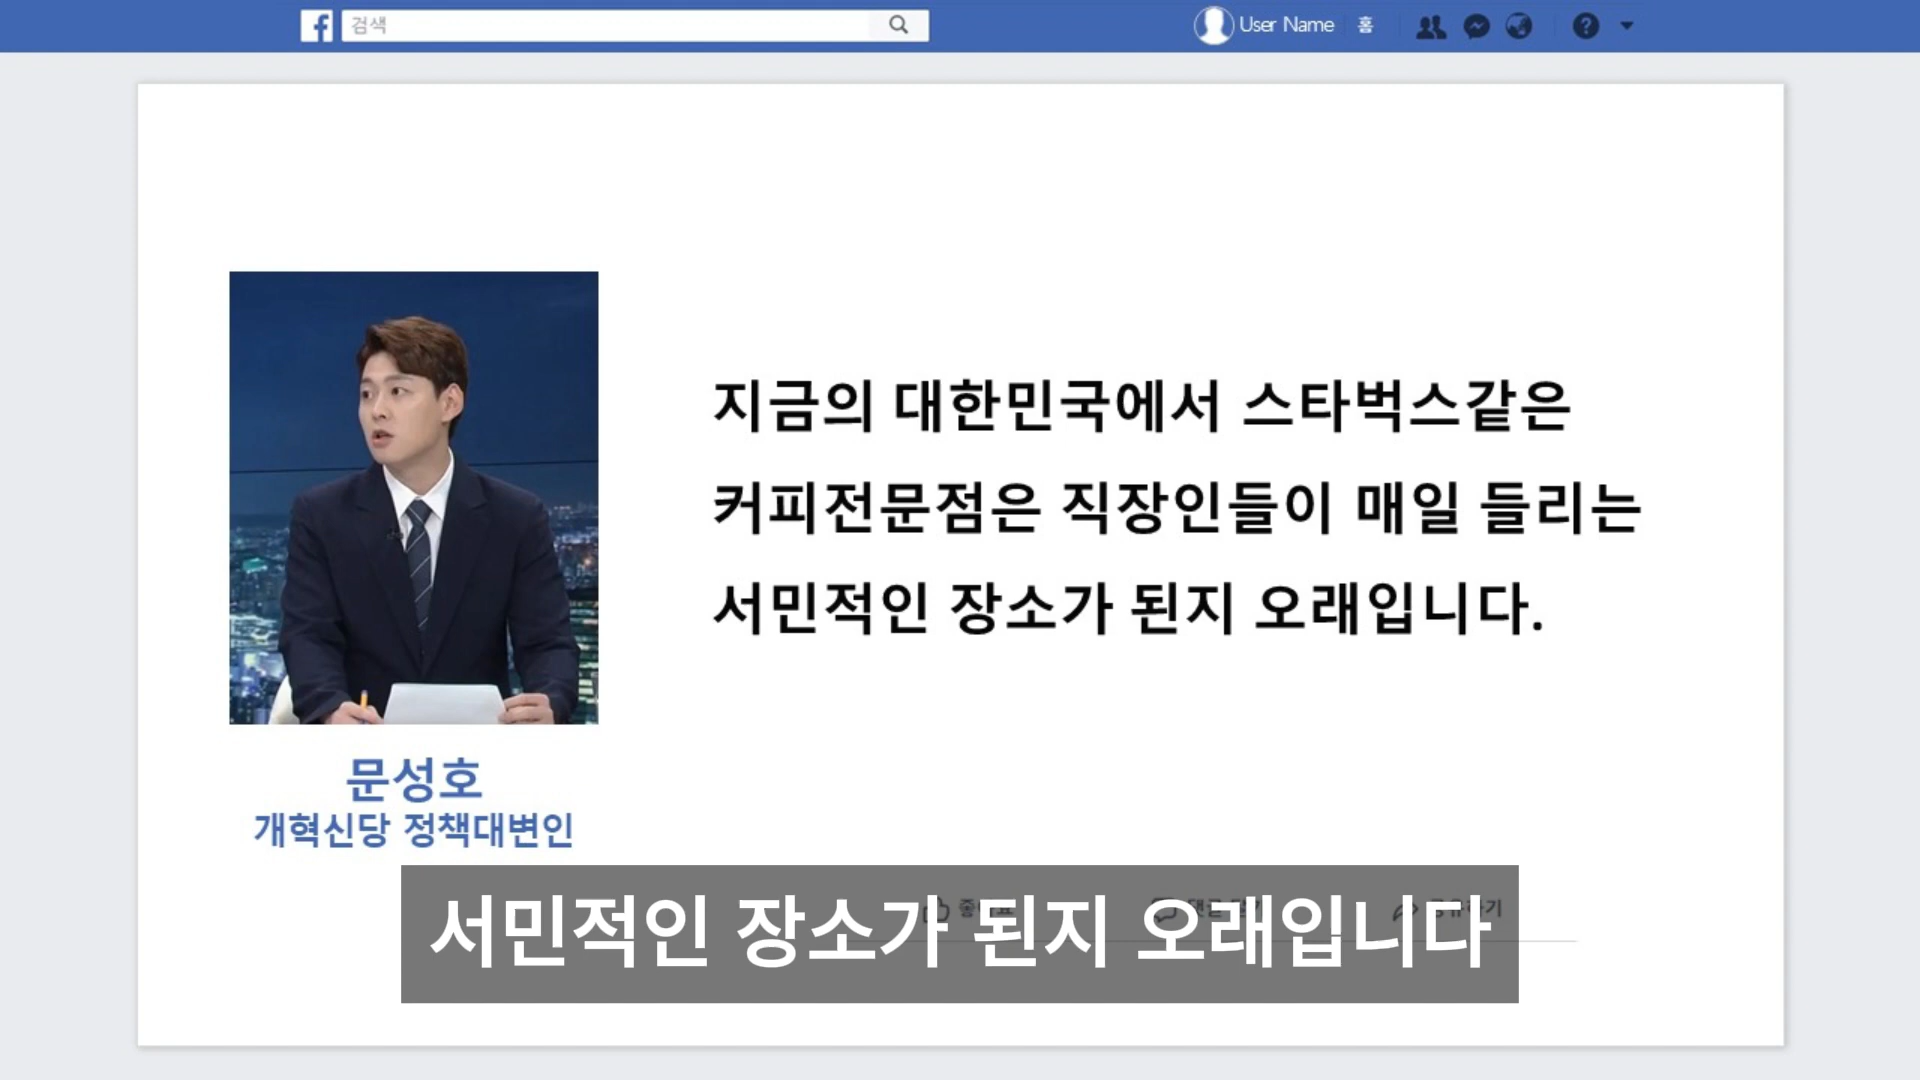 검색
User Name 홈
지금의 대한민국에서 스타벅스같은
커피전문점은 직장인들이 매일 들리는
서민적인 장소가 된지 오래입니다.
문성호
개혁신당 정책대변인
서민적인 장소가 된지 오래입니다